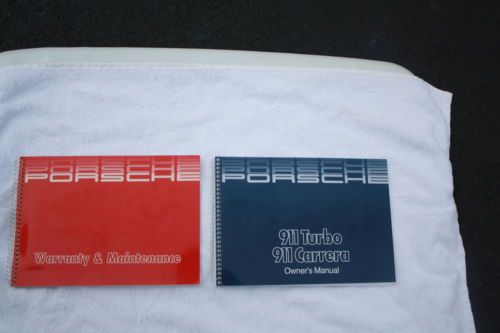 PORSCHE
Warranty & Maintenance
PORSCHE
911 Turbo
911 Carrera
Owner's Manual